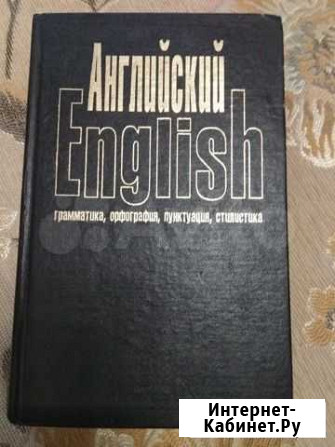 Английский
English
грамматика, орфография, пунктуация, стилистика
Интернет-
Кабинет.Ру